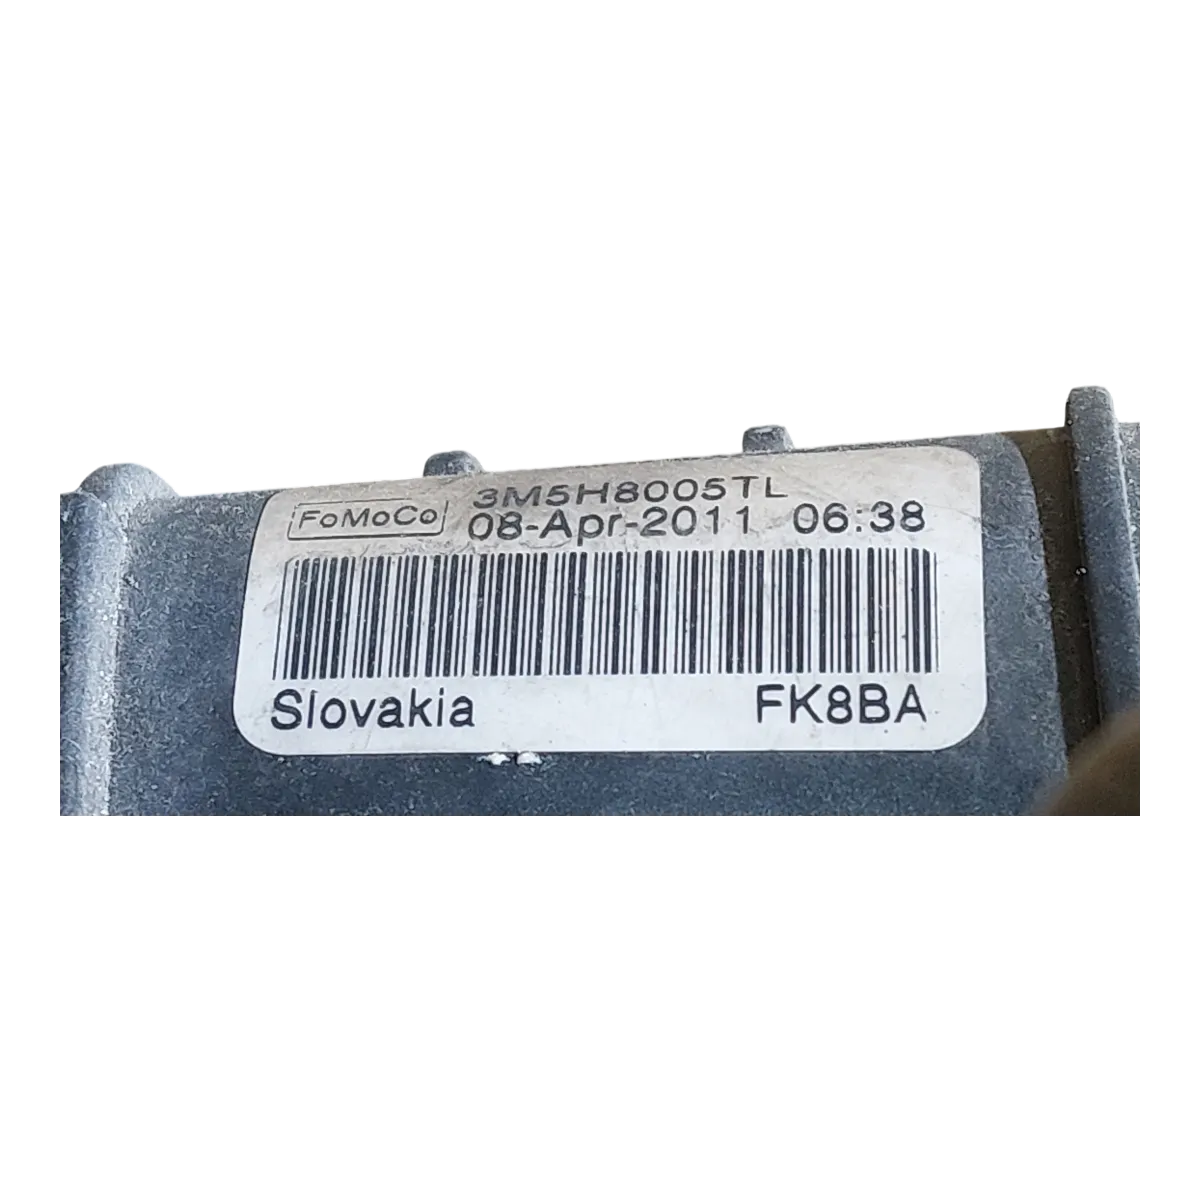 FoMoCo 3M5H8005TL
08-Apr-2011 06:38
Slovakia FK8BA